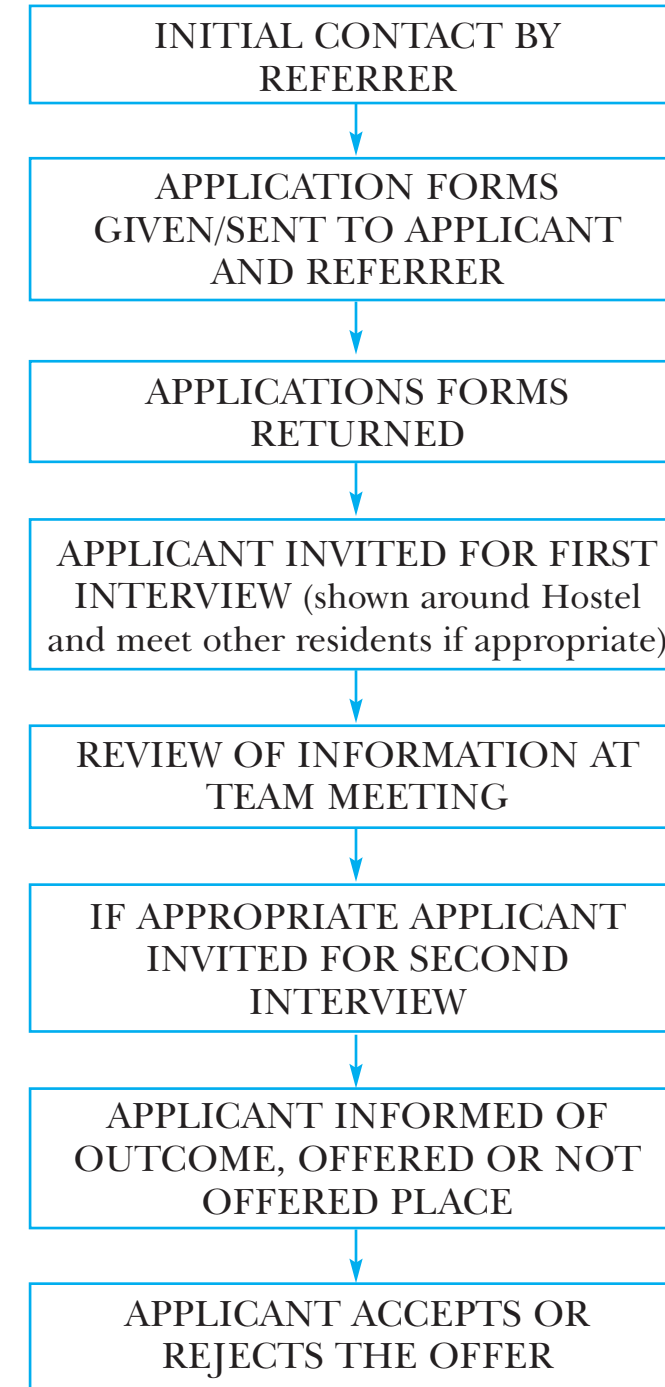 INITIAL CONTACT BY
REFERRER
APPLICATION FORMS
GIVEN/SENT TO APPLICANT
AND REFERRER
APPLICATIONS FORMS
RETURNED
APPLICANT INVITED FOR FIRST
INTERVIEW (shown around Hostel
and meet other residents if appropriate)
REVIEW OF INFORMATION AT
TEAM MEETING
IF APPROPRIATE APPLICANT
INVITED FOR SECOND
INTERVIEW
APPLICANT INFORMED OF
OUTCOME, OFFERED OR NOT
OFFERED PLACE
APPLICANT ACCEPTS OR
REJECTS THE OFFER